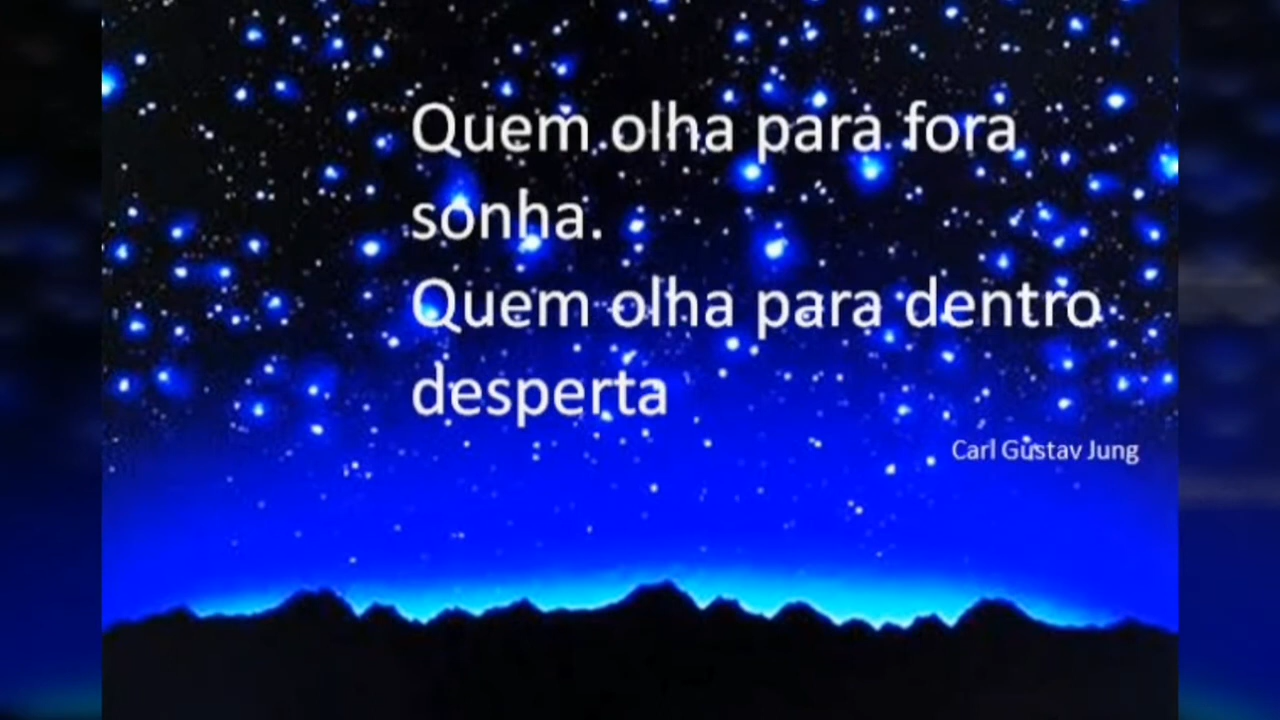 Quem olha para fora
sonha.
Quem olha para dentro
desperta
Carl Gustav Jung